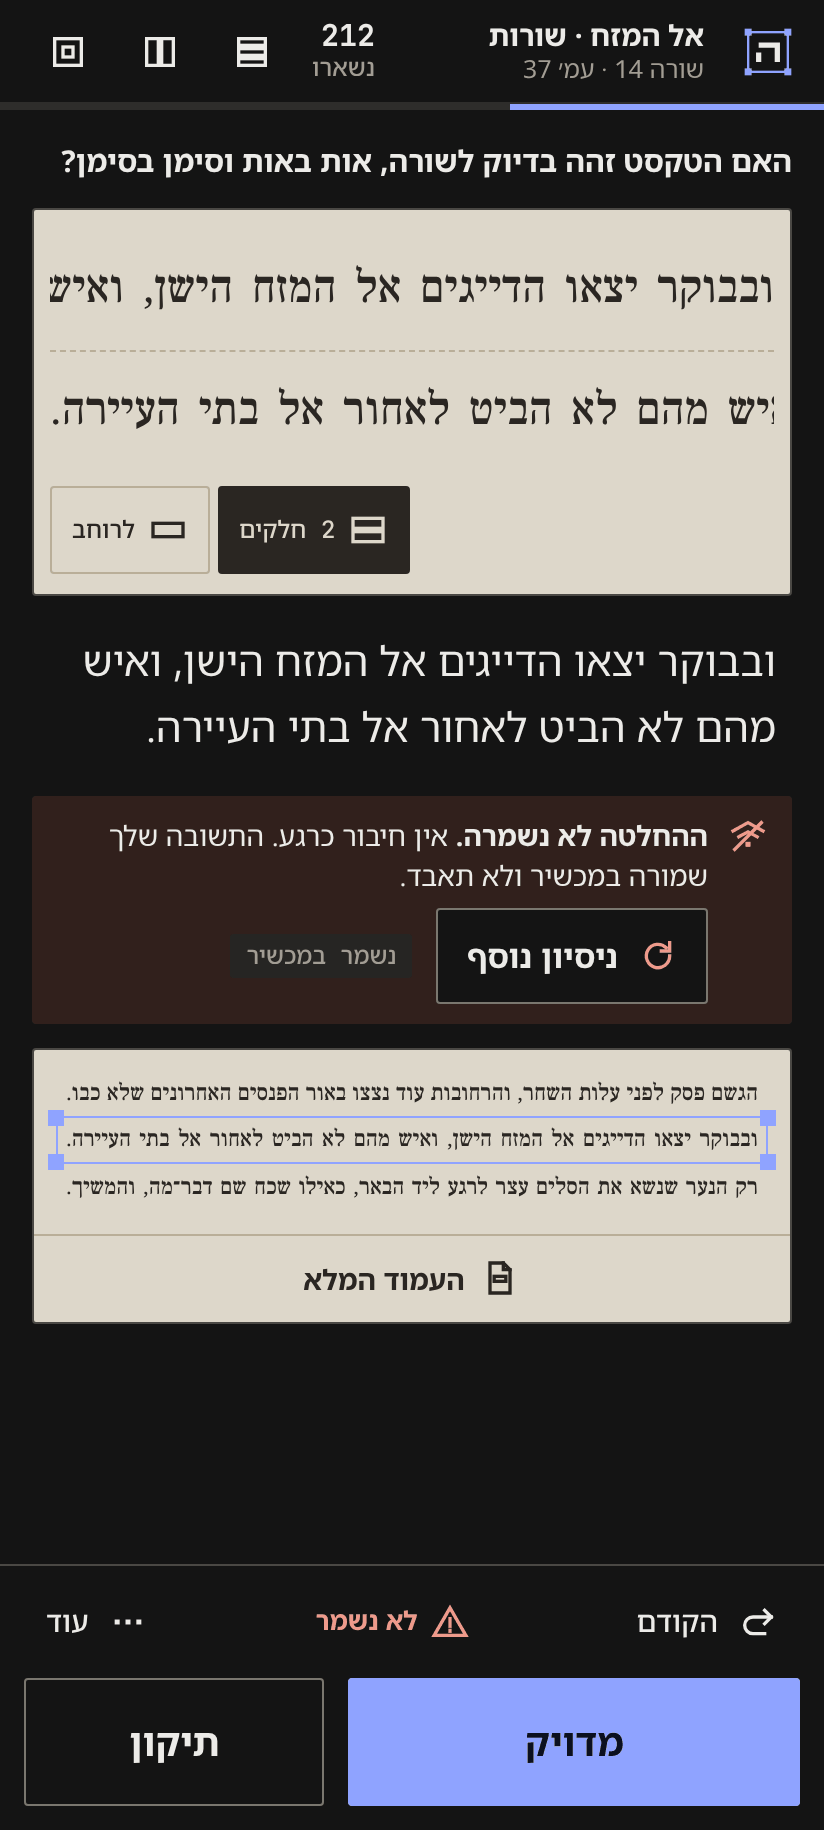 ה
אל המזח · שורות
שורה 14 · עמ׳ 37
212
נשארו
האם הטקסט זהה בדיוק לשורה, אות באות וסימן בסימן?
ובבוקר יצאו הדייגים אל המזח הישן, ואיש
איש מהם לא הביט לאחור אל בתי העיירה.
2 חלקים
לרוחב
ובבוקר יצאו הדייגים אל המזח הישן, ואיש
מהם לא הביט לאחור אל בתי העיירה.
ההחלטה לא נשמרה. אין חיבור כרגע. התשובה שלך
שמורה במכשיר ולא תאבד.
ניסיון נוסף
נשמר במכשיר
הגשם פסק לפני עלות השחר, והרחובות עוד נצצו באור הפנסים האחרונים שלא כבו.
ובבוקר יצאו הדייגים אל המזח הישן, ואיש מהם לא הביט לאחור אל בתי העיירה.
רק הנער שנשא את הסלים עצר לרגע ליד הבאר, כאילו שכח שם דבר־מה, והמשיך.
העמוד המלא
הקודם
לא נשמר
עוד
מדויק
תיקון